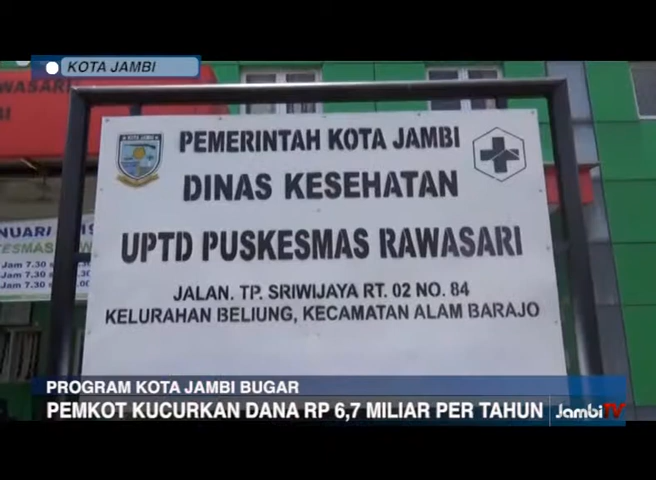 KOTA JAMBI
PEMERINTAH KOTA JAMBI
DINAS KESEHATAN
UPTD PUSKESMAS RAWASARI
JALAN. TP. SRIWIJAYA RT. 02 NO. 84
KELURAHAN BELIUNG, KECAMATAN ALAM BARAJO
PROGRAM KOTA JAMBI BUGAR
PEMKOT KUCURKAN DANA RP 6,7 MILIAR PER TAHUN
JambiTV